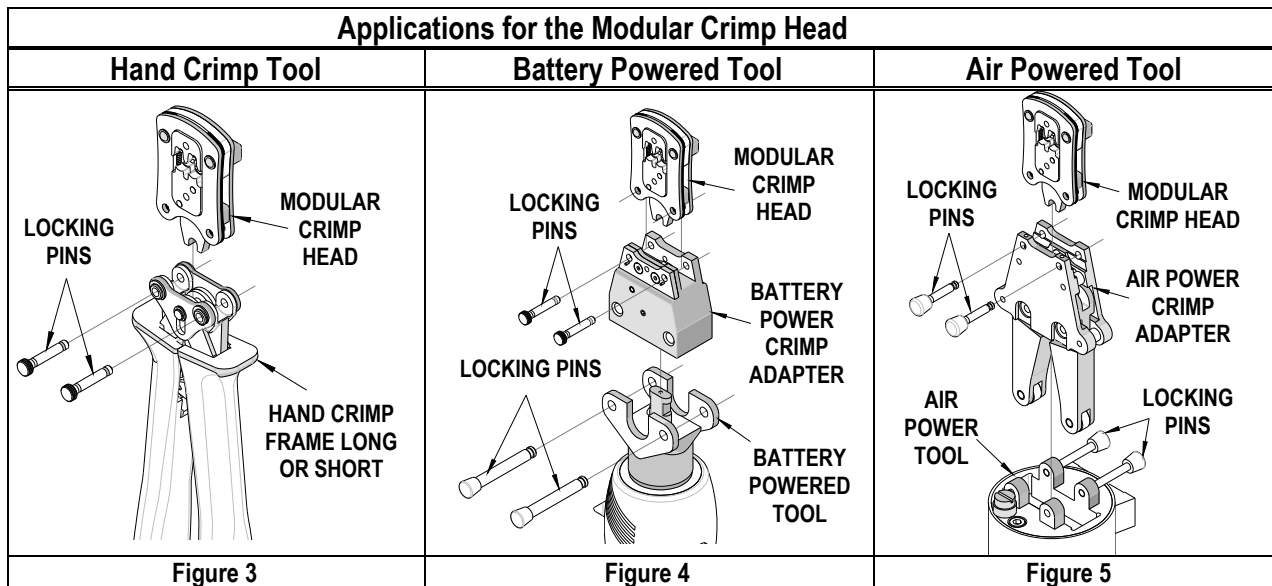 Applications for the Modular Crimp Head
Hand Crimp Tool
Battery Powered Tool
Air Powered Tool
LOCKING
PINS
MODULAR
CRIMP
HEAD
HAND CRIMP
FRAME LONG
OR SHORT
LOCKING
PINS
MODULAR
CRIMP
HEAD
BATTERY
POWER
CRIMP
ADAPTER
LOCKING PINS
BATTERY
POWERED
TOOL
LOCKING
PINS
MODULAR
CRIMP HEAD
AIR POWER
CRIMP
ADAPTER
AIR
POWER
TOOL
LOCKING
PINS
Figure 3
Figure 4
Figure 5